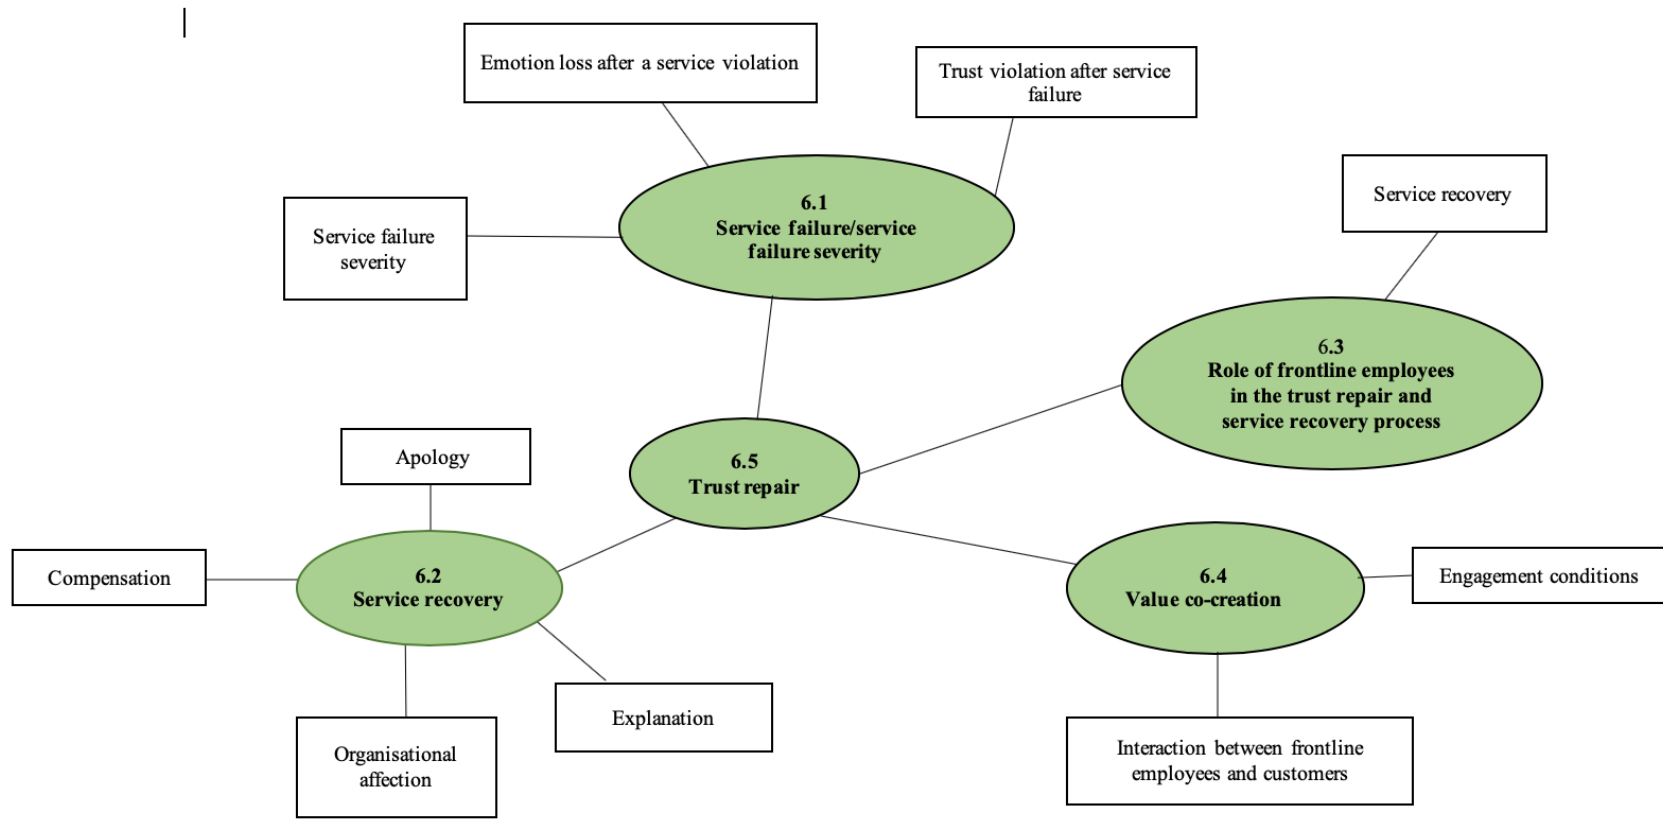 Emotion loss after a service violation
Trust violation after service
failure
Service recovery
6.1
Service failure/service
failure severity
Service failure
severity
6.3
Role of frontline employees
in the trust repair and
service recovery process
Apology
6.5
Trust repair
Compensation
6.2
Service recovery
6.4
Value co-creation
Engagement conditions
Explanation
Organisational
affection
Interaction between frontline
employees and customers